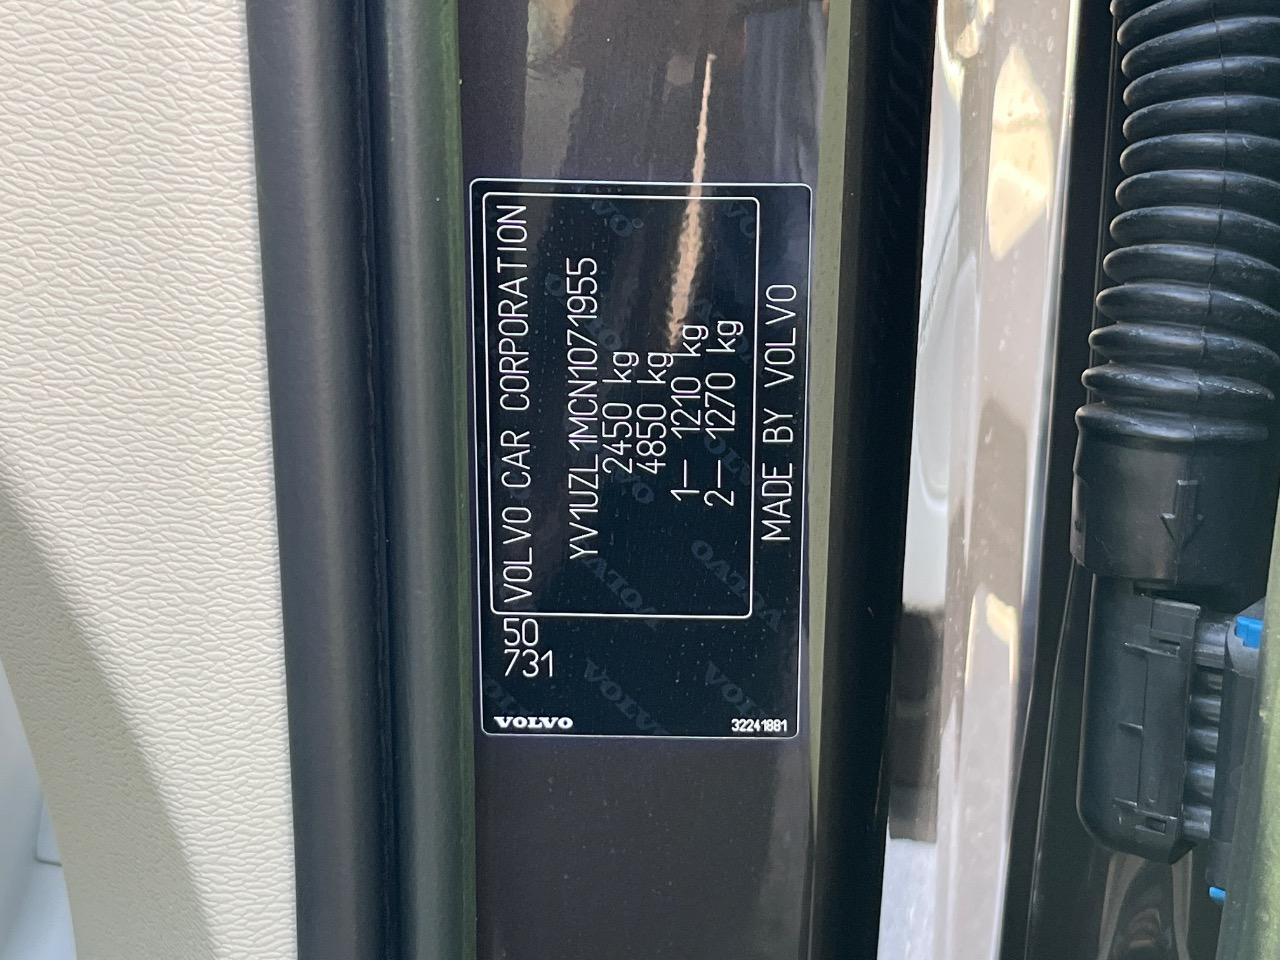 VOLVO CAR CORPORATION
YV1UZL1MCN1071955
2450 kg
4850 kg
1— 1210 kg
2— 1270 kg
MADE BY VOLVO
50
731
VOLVO
32241881